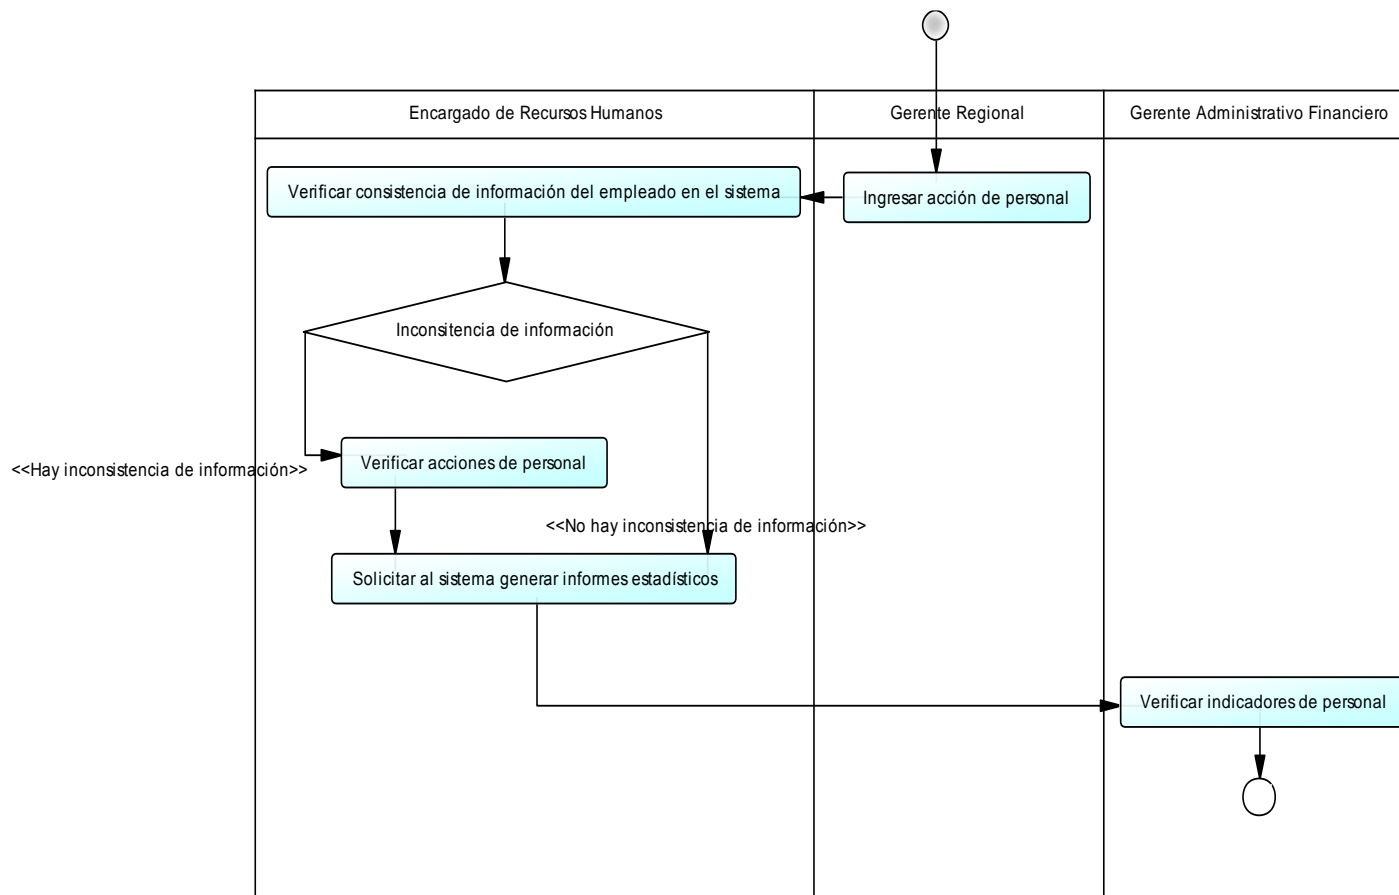 Encargado de Recursos Humanos
Gerente Regional
Gerente Administrativo Financiero
Verificar consistencia de información del empleado en el sistema
Ingresar acción de personal
Inconsitencia de información
<<Hay inconsistencia de información>>
Verificar acciones de personal
<<No hay inconsistencia de información>>
Solicitar al sistema generar informes estadísticos
Verificar indicadores de personal